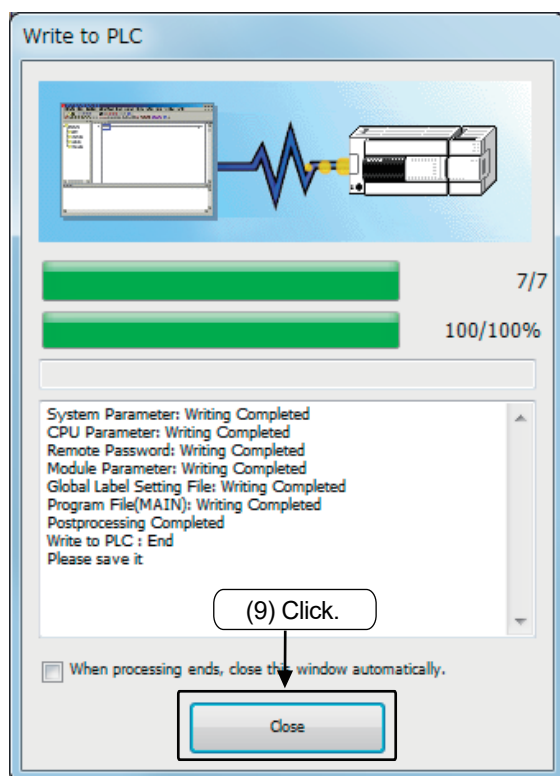 Write to PLC
7/7
100/100%
System Parameter: Writing Completed
CPU Parameter: Writing Completed
Remote Password: Writing Completed
Module Parameter: Writing Completed
Global Label Setting File: Writing Completed
Program File(MAIN): Writing Completed
Postprocessing Completed
Write to PLC : End
Please save it
(9) Click.
When processing ends, close this window automatically.
Close